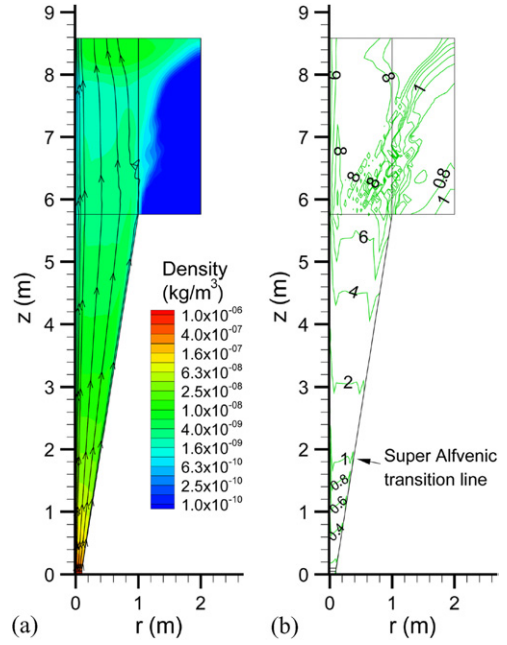 9
8
7
6
5
4
3
2
1
0
z (m)
Density
(kg/m³)
1.0x10⁻⁰⁶
4.0x10⁻⁰⁷
1.6x10⁻⁰⁷
6.3x10⁻⁰⁸
2.5x10⁻⁰⁸
1.0x10⁻⁰⁸
4.0x10⁻⁰⁹
1.6x10⁻⁰⁹
6.3x10⁻¹⁰
2.5x10⁻¹⁰
1.0x10⁻¹⁰
0 1 2
(a) r (m)
9
8
7
6
5
4
3
2
1
0
z (m)
6
8
1
8
8
8
8
0.8
1
6
4
2
1
0.8
0.6
0.4
Super Alfvenic
transition line
0 1 2
(b) r (m)